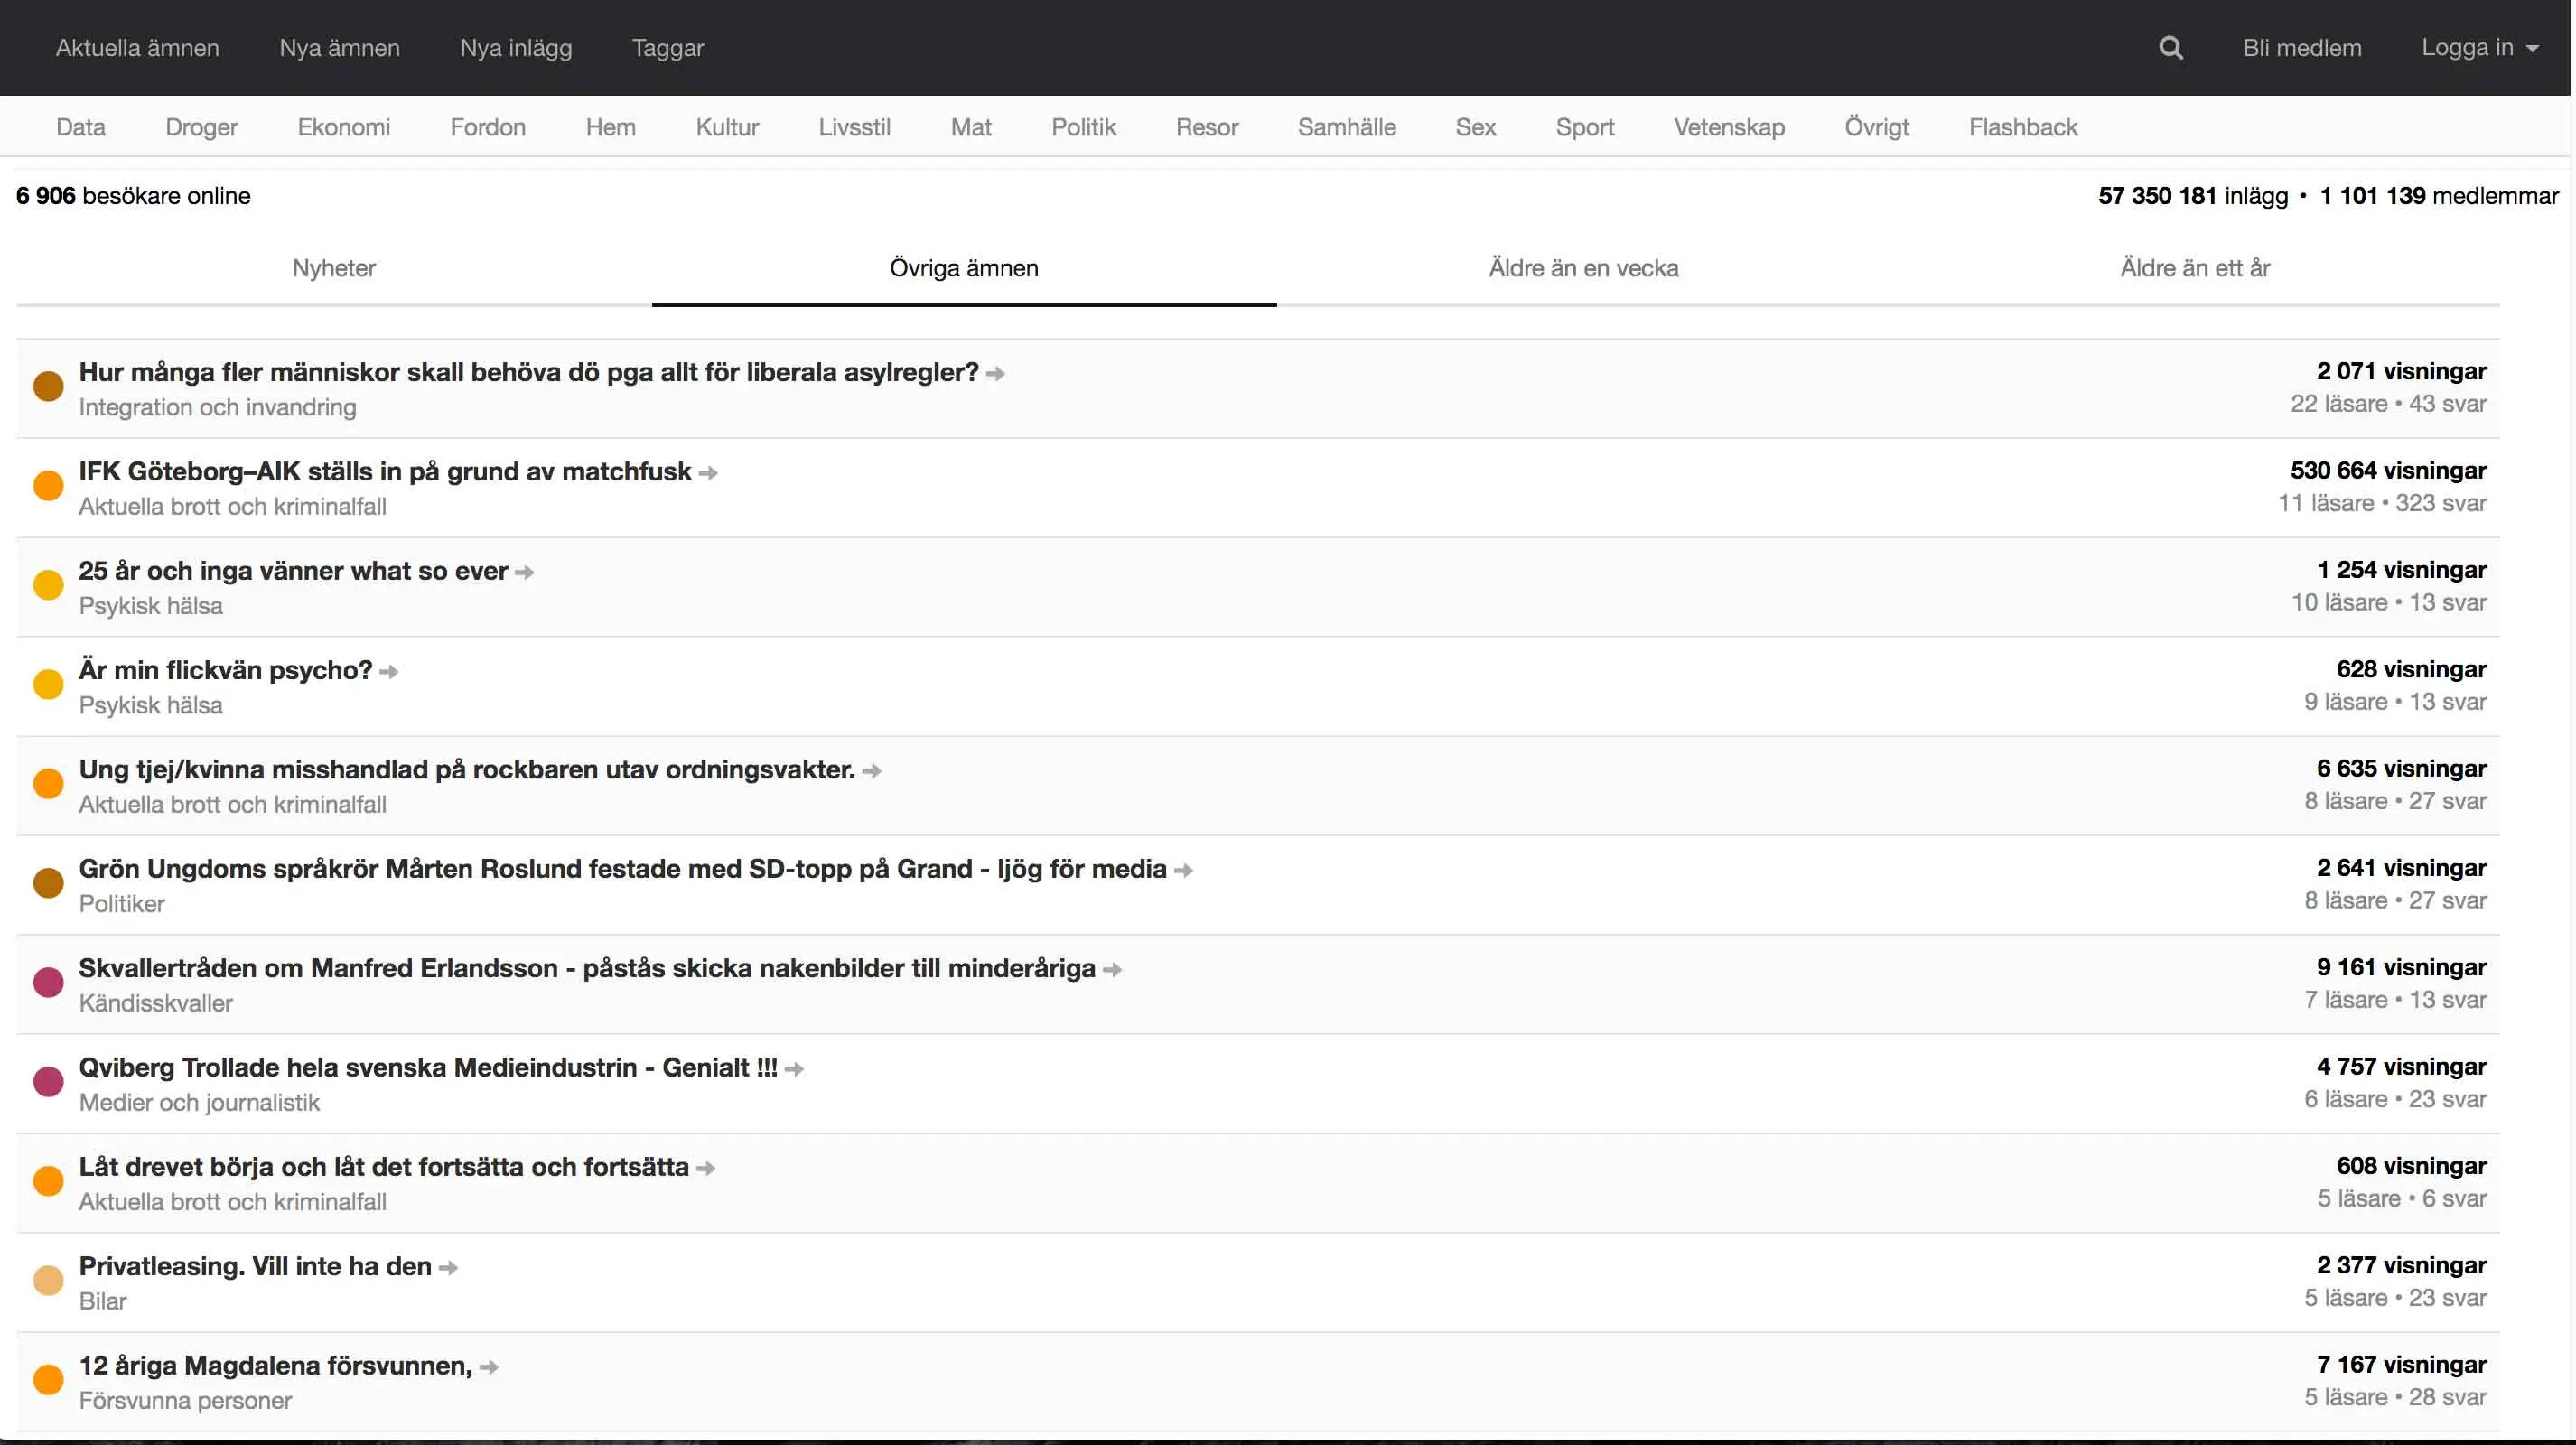 Aktuella ämnen Nya ämnen Nya inlägg Taggar Bli medlem Logga in
Data Droger Ekonomi Fordon Hem Kultur Livsstil Mat Politik Resor Samhälle Sex Sport Vetenskap Övrigt Flashback
6 906 besökare online 57 350 181 inlägg • 1 101 139 medlemmar
Nyheter Övriga ämnen Äldre än en vecka Äldre än ett år
Hur många fler människor skall behöva dö pga allt för liberala asylregler? 2 071 visningar
Integration och invandring 22 läsare • 43 svar
IFK Göteborg–AIK ställs in på grund av matchfusk 530 664 visningar
Aktuella brott och kriminalfall 11 läsare • 323 svar
25 år och inga vänner what so ever 1 254 visningar
Psykisk hälsa 10 läsare • 13 svar
Är min flickvän psycho? 628 visningar
Psykisk hälsa 9 läsare • 13 svar
Ung tjej/kvinna misshandlad på rockbaren utav ordningsvakter. 6 635 visningar
Aktuella brott och kriminalfall 8 läsare • 27 svar
Grön Ungdoms språkrör Mårten Roslund festade med SD-topp på Grand - ljög för media 2 641 visningar
Politiker 8 läsare • 27 svar
Skvallertråden om Manfred Erlandsson - påstås skicka nakenbilder till minderåriga 9 161 visningar
Kändisskvaller 7 läsare • 13 svar
Qviberg Trollade hela svenska Medieindustrin - Genialt !!! 4 757 visningar
Medier och journalistik 6 läsare • 23 svar
Låt drevet börja och låt det fortsätta och fortsätta 608 visningar
Aktuella brott och kriminalfall 5 läsare • 6 svar
Privatleasing. Vill inte ha den 2 377 visningar
Bilar 5 läsare • 23 svar
12 åriga Magdalena försvunnen, 7 167 visningar
Försvunna personer 5 läsare • 28 svar